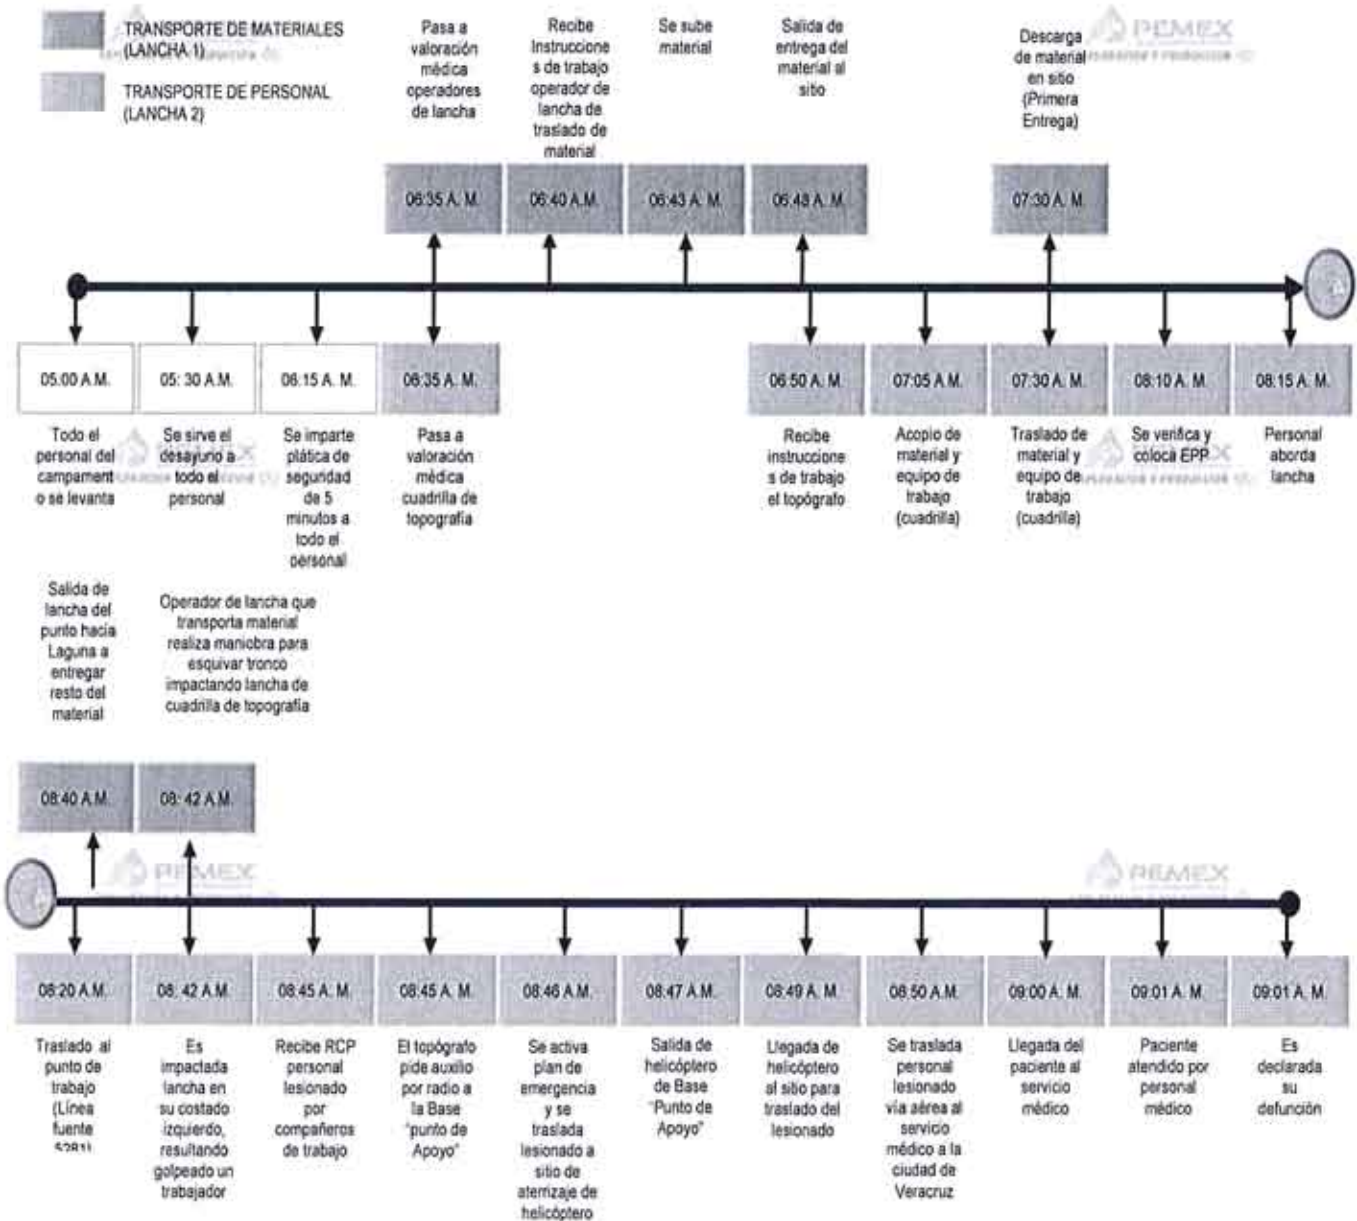 TRANSPORTE DE MATERIALES
(LANCHA 1)
TRANSPORTE DE PERSONAL
(LANCHA 2)
PEMEX
Pasa a
valoración
médica
operadores
de lancha
Recibe
Instruccione
s de trabajo
operador de
lancha de
traslado de
material
Se sube
material
Salida de
entrega del
material al
sitio
Descarga
de material
en sitio
(Primera
Entrega)
PEMEX
06:35 A. M.
06:40 A.M.
06:43 A. M.
06:48 A. M.
07:30 A. M.
05:00 A.M.
05: 30 A.M.
06:15 A. M.
06:35 A. M.
06:50 A. M.
07:05 A. M.
07:30 A. M.
08:10 A. M.
08:15 A. M.
Todo el
personal del
campament
o se levanta
Se sirve el
desayuno a
todo el
personal
Se imparte
plática de
seguridad
de 5
minutos a
todo el
personal
Pasa a
valoración
médica
cuadrilla de
topografía
Recibe
instruccione
s de trabajo
el topógrafo
Acopio de
material y
equipo de
trabajo
(cuadrilla)
Traslado de
material y
equipo de
trabajo
(cuadrilla)
Se verifica y
coloca EPP
Personal
aborda
lancha
PEMEX
PEMEX
Salida de
lancha del
punto hacia
Laguna a
entregar
resto del
material
Operador de lancha que
transporta material
realiza maniobra para
esquivar tronco
impactando lancha de
cuadrilla de topografía
08:40 A.M.
08: 42 A.M.
PEMEX
PEMEX
08:20 A.M.
08: 42 A.M.
08:45 A. M.
08:45 A. M.
08:46 A. M.
08:47 A.M.
08:49 A. M.
08:50 A.M.
09:00 A. M.
09:01 A. M.
09:01 A. M.
Traslado al
punto de
trabajo
(Línea
fuente
5281)
Es
impactada
lancha en
su costado
izquierdo,
resultando
golpeado un
trabajador
Recibe RCP
personal
lesionado
por
compañeros
de trabajo
El topógrafo
pide auxilio
por radio a
la Base
"punto de
Apoyo"
Se activa
plan de
emergencia
y se
traslada
lesionado a
sitio de
aterrizaje de
helicóptero
Salida de
helicóptero
de Base
"Punto de
Apoyo"
Llegada de
helicóptero
al sitio para
traslado del
lesionado
Se traslada
personal
lesionado
vía aérea al
servicio
médico a la
ciudad de
Veracruz
Llegada del
paciente al
servicio
médico
Paciente
atendido por
personal
médico
Es
declarada
su
defunción